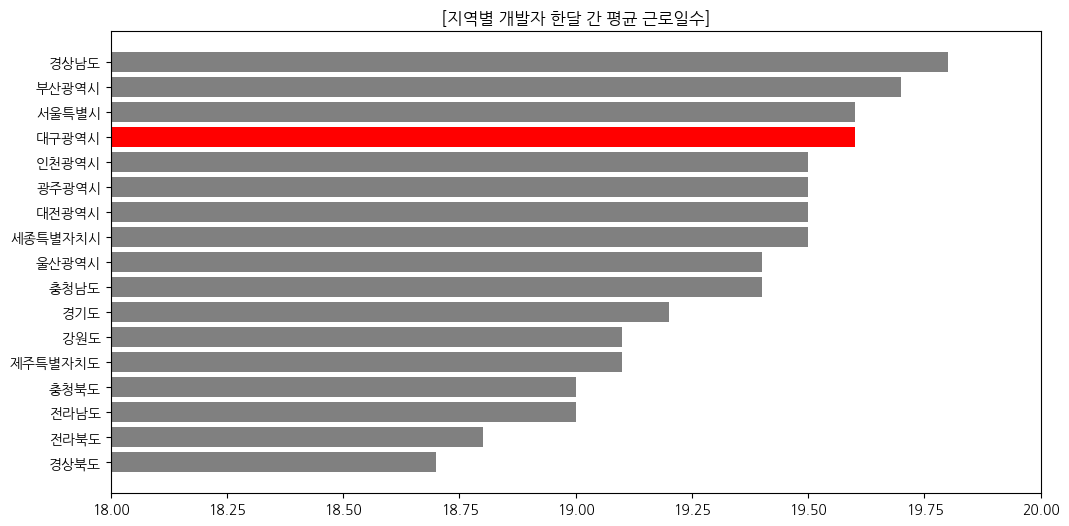 [지역별 개발자 한달 간 평균 근로일수]
경상남도
부산광역시
서울특별시
대구광역시
인천광역시
광주광역시
대전광역시
세종특별자치시
울산광역시
충청남도
경기도
강원도
제주특별자치도
충청북도
전라남도
전라북도
경상북도
18.00 18.25 18.50 18.75 19.00 19.25 19.50 19.75 20.00